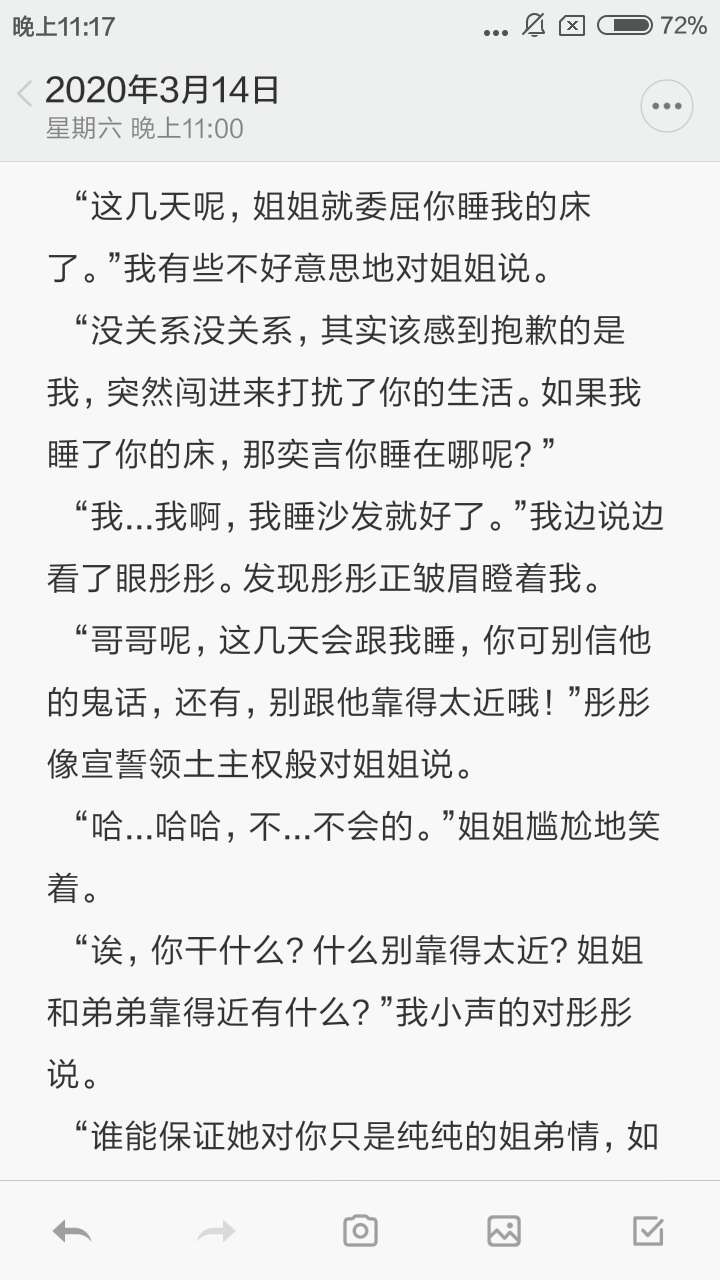 晚上11:17
... 72%
2020年3月14日
星期六 晚上11:00
“这几天呢，姐姐就委屈你睡我的床
了。”我有些不好意思地对姐姐说。
“没关系没关系，其实该感到抱歉的是
我，突然闯进来打扰了你的生活。如果我
睡了你的床，那奕言你睡在哪呢？”
“我...我啊，我睡沙发就好了。”我边说边
看了眼彤彤。发现彤彤正皱眉瞪着我。
“哥哥呢，这几天会跟我睡，你可别信他
的鬼话，还有，别跟他靠得太近哦！”彤彤
像宣誓领土主权般对姐姐说。
“哈...哈哈，不...不会的。”姐姐尴尬地笑
着。
“诶，你干什么？什么别靠得太近？姐姐
和弟弟靠得近有什么？”我小声的对彤彤
说。
“谁能保证她对你只是纯纯的姐弟情，如